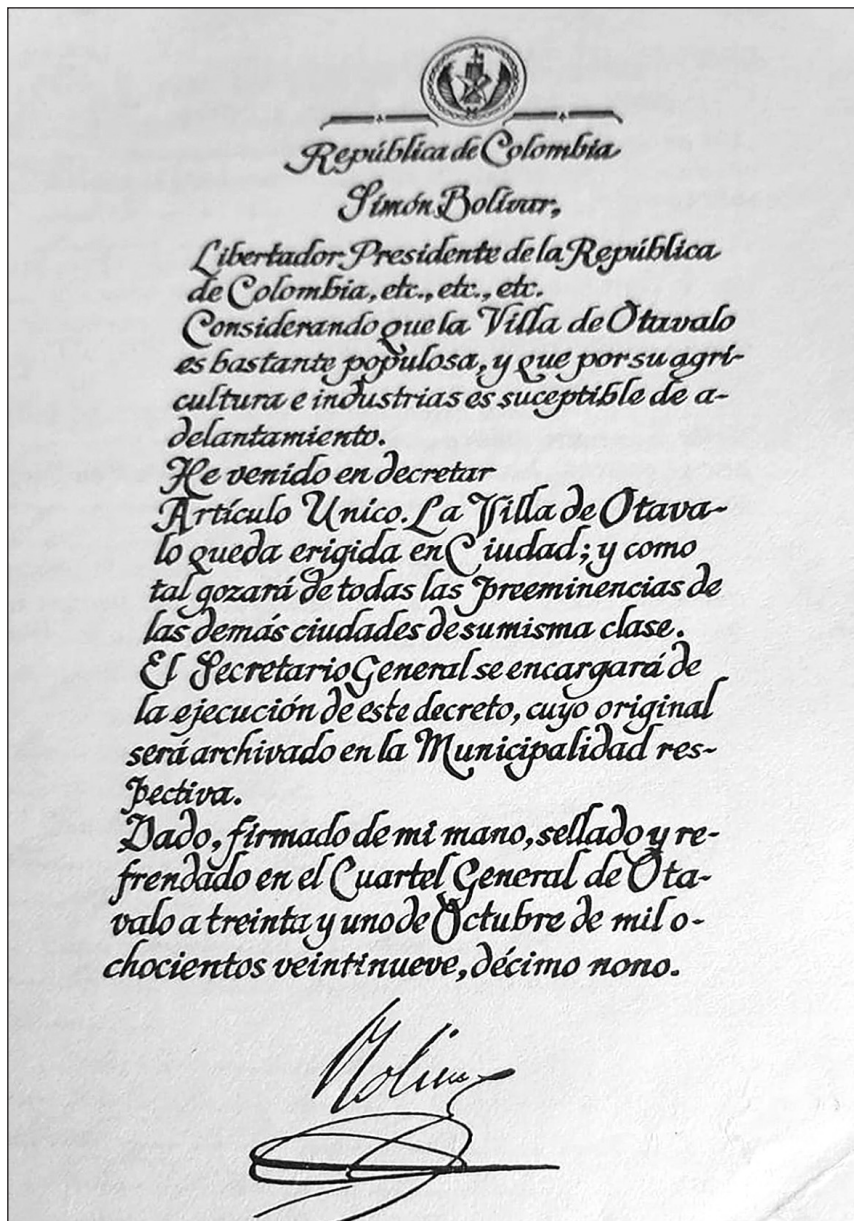 República de Colombia
Simón Bolívar,
Libertador Presidente de la República
de Colombia, etc., etc., etc.
Considerando que la Villa de Otavalo
es bastante populosa, y que por su agri-
cultura e industrias es suceptible de a-
delantamiento.
He venido en decretar
Artículo Unico. La Villa de Otava-
lo queda erigida en Ciudad; y como
tal gozará de todas las preeminencias de
las demás ciudades de su misma clase.
El Secretario General se encargará de
la ejecución de este decreto, cuyo original
será archivado en la Municipalidad res-
pectiva.
Dado, firmado de mi mano, sellado y re-
frendado en el Cuartel General de Ota-
valo a treinta y uno de Octubre de mil o-
chocientos veintinueve, décimo nono.
Bolívar